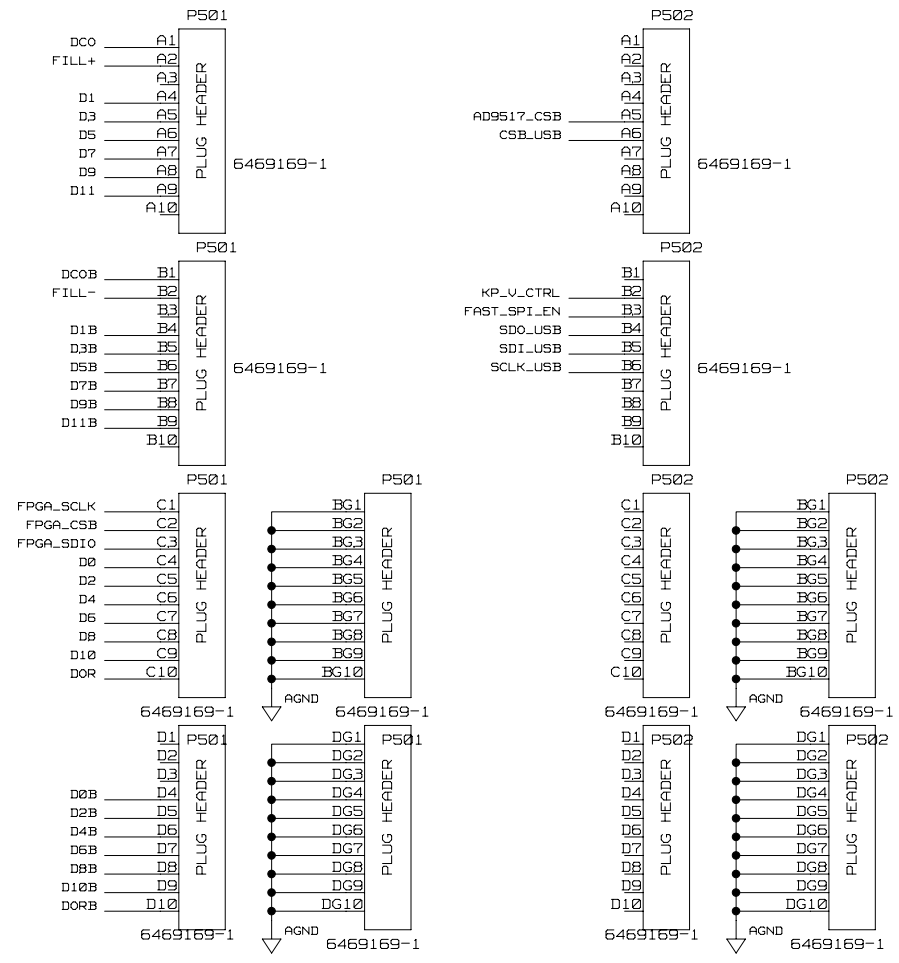 P501
DCO A1
FILL+ A2
A3
D1 A4
D3 A5
D5 A6
D7 A7
D9 A8
D11 A9
A10
PLUG HEADER
6469169-1
P502
A1
A2
A3
A4
AD9517_CSB A5
CSB_USB A6
A7
A8
A9
A10
PLUG HEADER
6469169-1
P501
DCOB B1
FILL- B2
B3
D1B B4
D3B B5
D5B B6
D7B B7
D9B B8
D11B B9
B10
PLUG HEADER
6469169-1
P502
B1
KP_V_CTRL B2
FAST_SPI_EN B3
SDO_USB B4
SDI_USB B5
SCLK_USB B6
B7
B8
B9
B10
PLUG HEADER
6469169-1
P501
FPGA_SCLK C1
FPGA_CSB C2
FPGA_SDIO C3
D0 C4
D2 C5
D4 C6
D6 C7
D8 C8
D10 C9
DOR C10
PLUG HEADER
6469169-1
P501
BG1
BG2
BG3
BG4
BG5
BG6
BG7
BG8
BG9
BG10
PLUG HEADER
AGND
6469169-1
P502
C1
C2
C3
C4
C5
C6
C7
C8
C9
C10
PLUG HEADER
6469169-1
P502
BG1
BG2
BG3
BG4
BG5
BG6
BG7
BG8
BG9
BG10
PLUG HEADER
AGND
6469169-1
P501
D1
D2
D3
D0B D4
D2B D5
D4B D6
D6B D7
D8B D8
D10B D9
DORB D10
PLUG HEADER
6469169-1
P501
DG1
DG2
DG3
DG4
DG5
DG6
DG7
DG8
DG9
DG10
PLUG HEADER
AGND
6469169-1
P502
D1
D2
D3
D4
D5
D6
D7
D8
D9
D10
PLUG HEADER
6469169-1
P502
DG1
DG2
DG3
DG4
DG5
DG6
DG7
DG8
DG9
DG10
PLUG HEADER
AGND
6469169-1